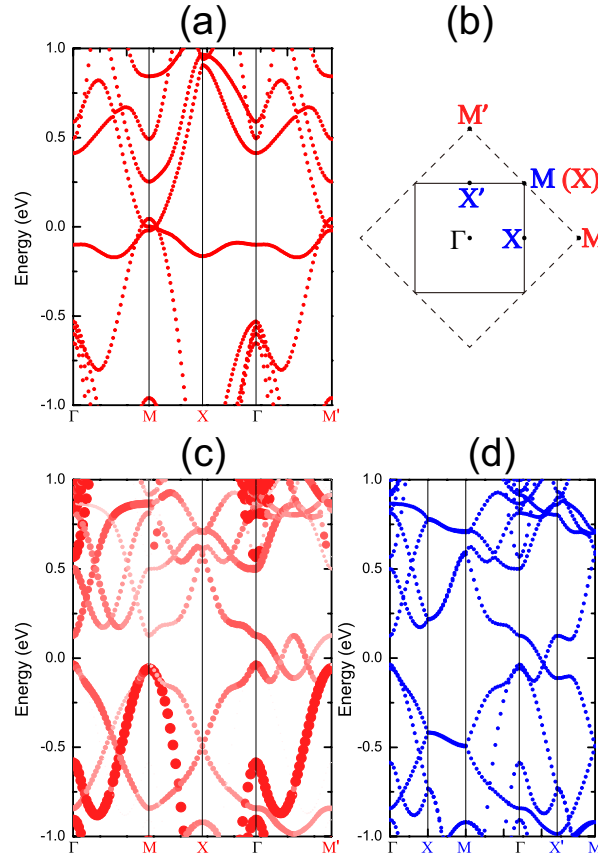 (a)
(b)
Energy (eV)
1.0
0.5
0.0
-0.5
-1.0
Γ M X Γ M'
M'
X'
M (X)
Γ
X
M
(c)
(d)
Energy (eV)
1.0
0.5
0.0
-0.5
-1.0
Γ M X Γ M'
Energy (eV)
1.0
0.5
0.0
-0.5
-1.0
Γ X M Γ X' M